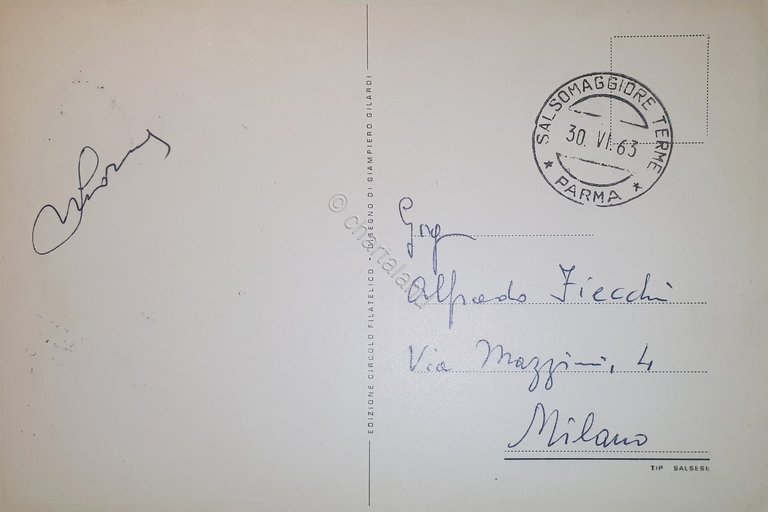 SALSOMAGGIORE TERME
30. VI. 63
★ PARMA ★
EDIZIONE CIRCOLO FILATELICO - DISEGNO DI GIAMPIERO GILARDI
Alfredo Fiecchi
Via Mazzini, 4
Milano
TIP SALSESE